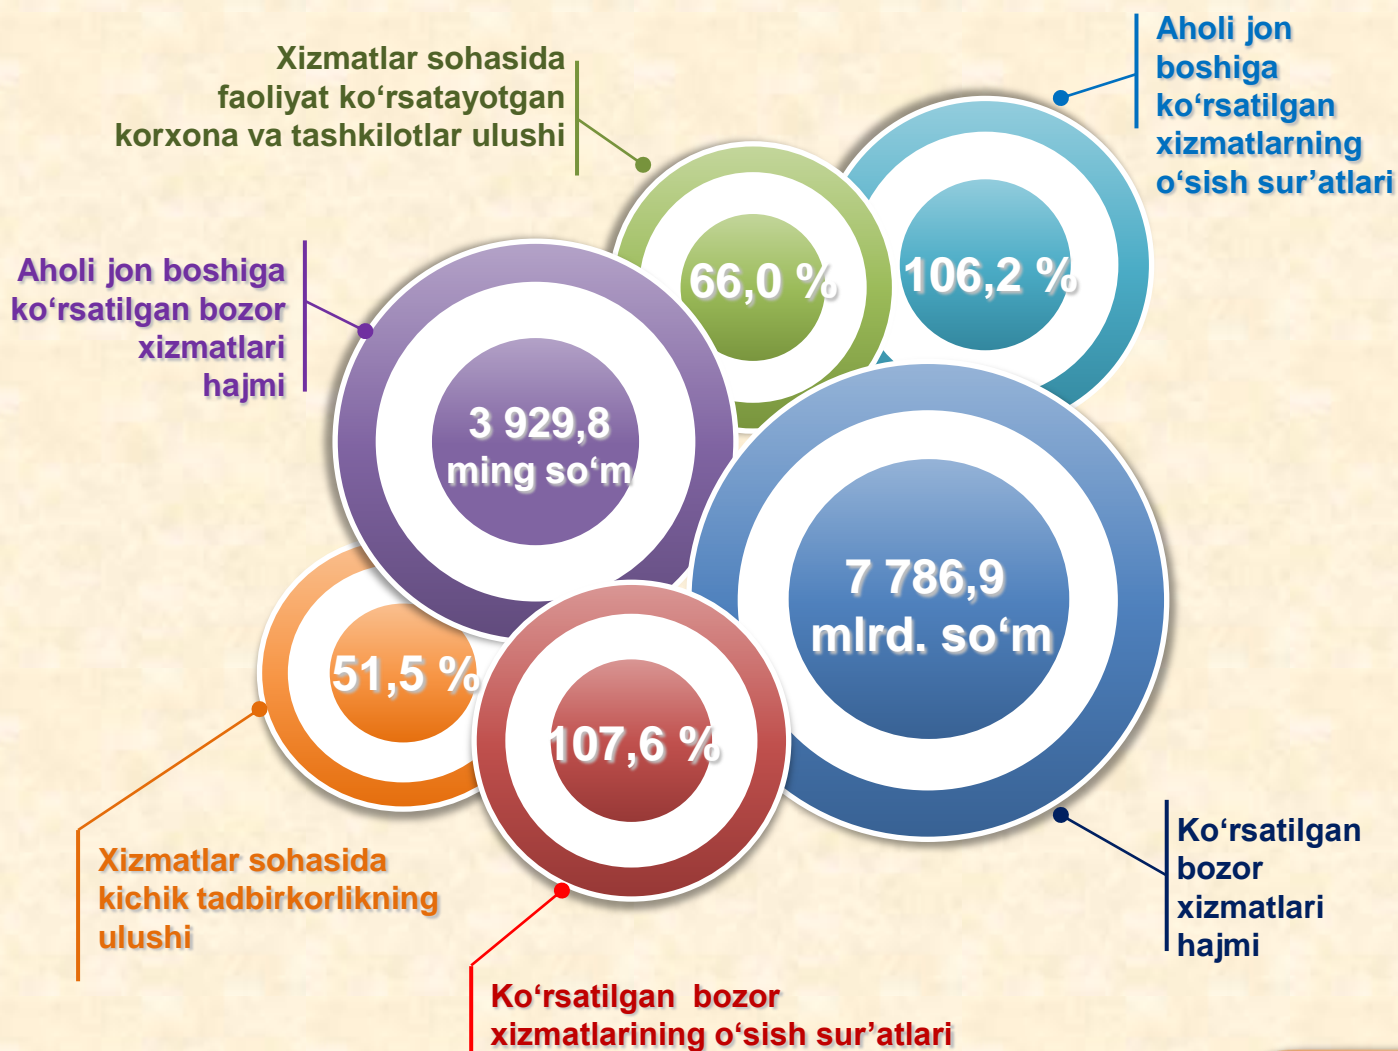 Xizmatlar sohasida
faoliyat ko‘rsatayotgan
korxona va tashkilotlar ulushi
Aholi jon
boshiga
ko‘rsatilgan
xizmatlarning
o‘sish sur’atlari
Aholi jon boshiga
ko‘rsatilgan bozor
xizmatlari
hajmi
66,0 %
106,2 %
3 929,8
ming so‘m
7 786,9
mlrd. so‘m
51,5 %
107,6 %
Xizmatlar sohasida
kichik tadbirkorlikning
ulushi
Ko‘rsatilgan
bozor
xizmatlari
hajmi
Ko‘rsatilgan bozor
xizmatlarining o‘sish sur’atlari